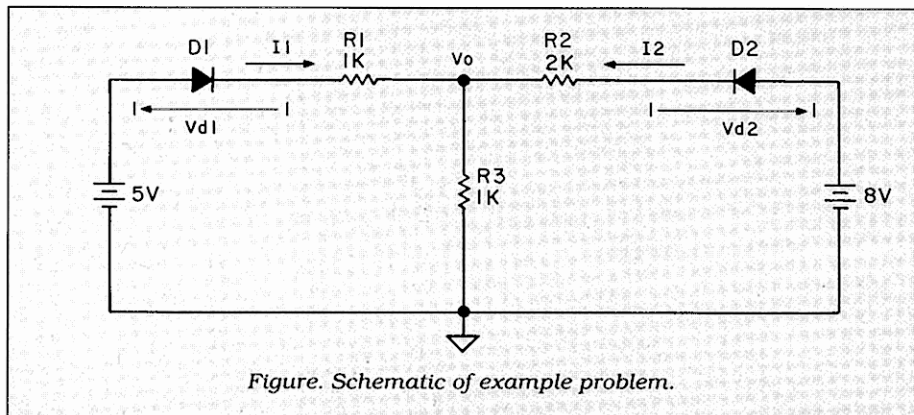 D1
I1
R1
1K
Vo
R2
2K
I2
D2
Vd1
Vd2
5V
R3
1K
8V
Figure. Schematic of example problem.